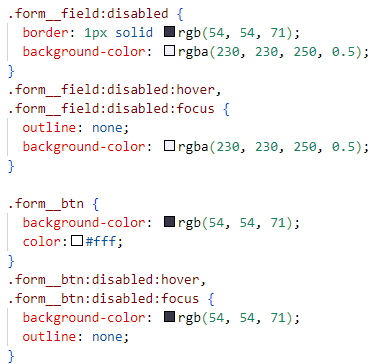 .form__field:disabled {
  border: 1px solid rgb(54, 54, 71);
  background-color: rgba(230, 230, 250, 0.5);
}
.form__field:disabled:hover,
.form__field:disabled:focus {
  outline: none;
  background-color: rgba(230, 230, 250, 0.5);
}

.form__btn {
  background-color: rgb(54, 54, 71);
  color:#fff;
}
.form__btn:disabled:hover,
.form__btn:disabled:focus {
  background-color: rgb(54, 54, 71);
  outline: none;
}